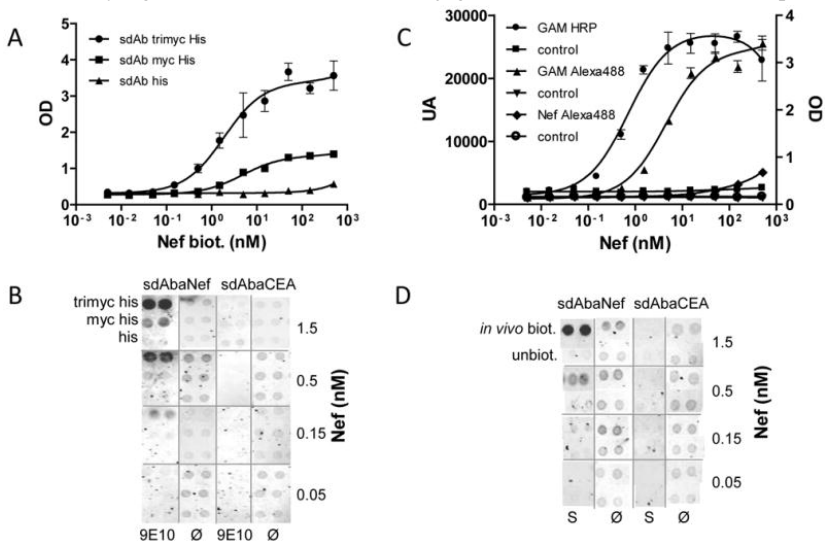 A
OD
5
4
3
2
1
0
sdAb trimyc His
sdAb myc His
sdAb his
10-3 10-2 10-1 100 101 102 103
Nef biot. (nM)
C
UA
30000
20000
10000
0
GAM HRP
control
GAM Alexa488
control
Nef Alexa488
control
4
3
2
1
0
OD
10-3 10-2 10-1 100 101 102 103
Nef (nM)
B
sdAbaNef sdAbaCEA
trimyc his
myc his
his
1.5
0.5
0.15
0.05
Nef (nM)
9E10 Ø 9E10 Ø
D
sdAbaNef sdAbaCEA
in vivo biot.
unbiot.
1.5
0.5
0.15
0.05
Nef (nM)
S Ø S Ø